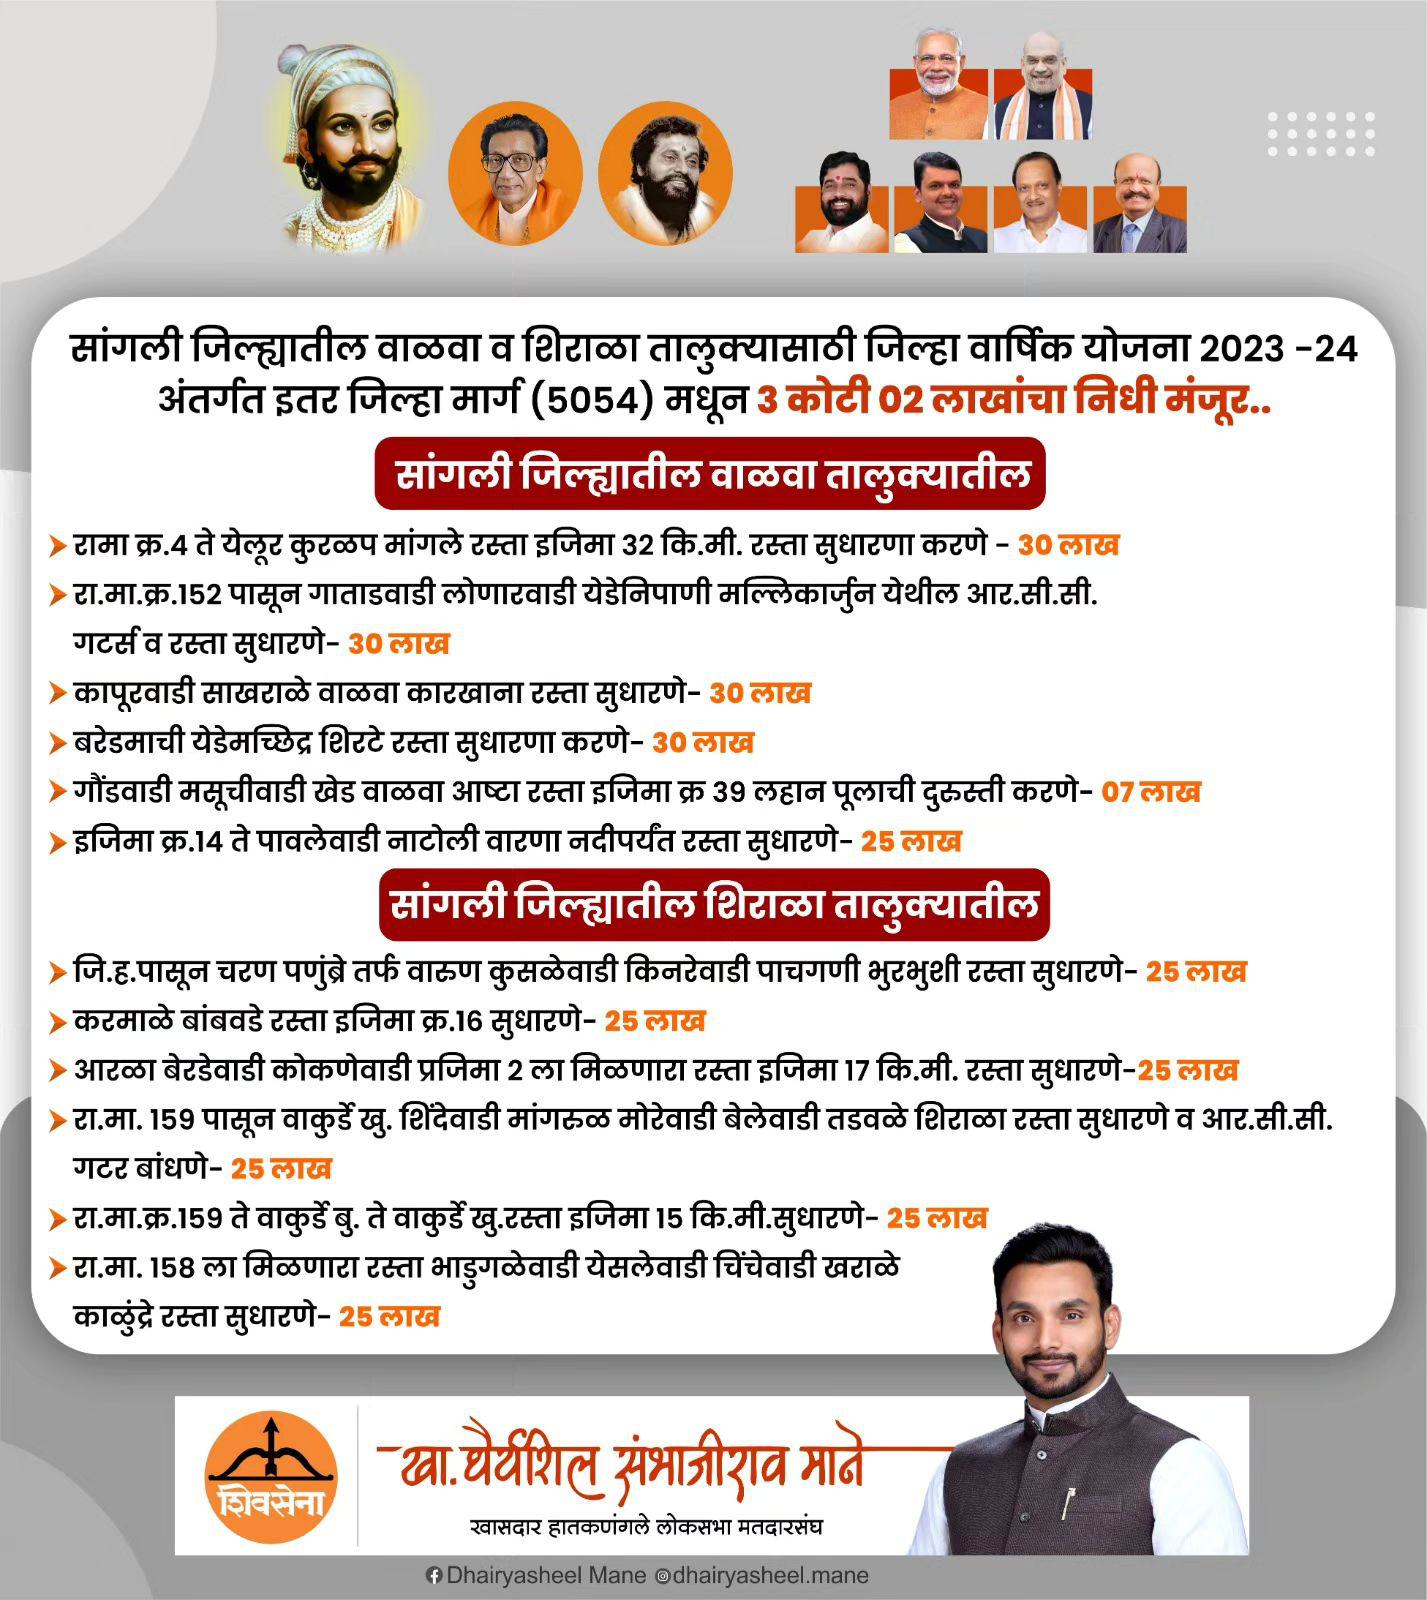 सांगली जिल्ह्यातील वाळवा व शिराळा तालुक्यासाठी जिल्हा वार्षिक योजना 2023 -24
अंतर्गत इतर जिल्हा मार्ग (5054) मधून 3 कोटी 02 लाखांचा निधी मंजूर..
सांगली जिल्ह्यातील वाळवा तालुक्यातील
रामा क्र.4 ते येलूर कुरळप मांगले रस्ता इजिमा 32 कि.मी. रस्ता सुधारणा करणे - 30 लाख
रा.मा.क्र.152 पासून गाताडवाडी लोणारवाडी येडेनिपाणी मल्लिकार्जुन येथील आर.सी.सी.
गटर्स व रस्ता सुधारणे- 30 लाख
कापूरवाडी साखराळे वाळवा कारखाना रस्ता सुधारणे- 30 लाख
बरेडमाची येडेमच्छिद्र शिरटे रस्ता सुधारणा करणे- 30 लाख
गौंडवाडी मसूचीवाडी खेड वाळवा आष्टा रस्ता इजिमा क्र 39 लहान पूलाची दुरुस्ती करणे- 07 लाख
इजिमा क्र.14 ते पावलेवाडी नाटोली वारणा नदीपर्यंत रस्ता सुधारणे- 25 लाख
सांगली जिल्ह्यातील शिराळा तालुक्यातील
जि.ह.पासून चरण पणुंब्रे तर्फ वारुण कुसळेवाडी किनरेवाडी पाचगणी भुरभुशी रस्ता सुधारणे- 25 लाख
करमाळे बांबवडे रस्ता इजिमा क्र.16 सुधारणे- 25 लाख
आरळा बेरडेवाडी कोकणेवाडी प्रजिमा 2 ला मिळणारा रस्ता इजिमा 17 कि.मी. रस्ता सुधारणे-25 लाख
रा.मा. 159 पासून वाकुर्डे खु. शिंदेवाडी मांगरुळ मोरेवाडी बेलेवाडी तडवळे शिराळा रस्ता सुधारणे व आर.सी.सी.
गटर बांधणे- 25 लाख
रा.मा.क्र.159 ते वाकुर्डे बु. ते वाकुर्डे खु.रस्ता इजिमा 15 कि.मी.सुधारणे- 25 लाख
रा.मा. 158 ला मिळणारा रस्ता भाडुगळेवाडी येसलेवाडी चिंचेवाडी खराळे
काळुंद्रे रस्ता सुधारणे- 25 लाख
शिवसेना
खा.धैर्यशिल संभाजीराव माने
खासदार हातकणंगले लोकसभा मतदारसंघ
Dhairyasheel Mane dhairyasheel.mane